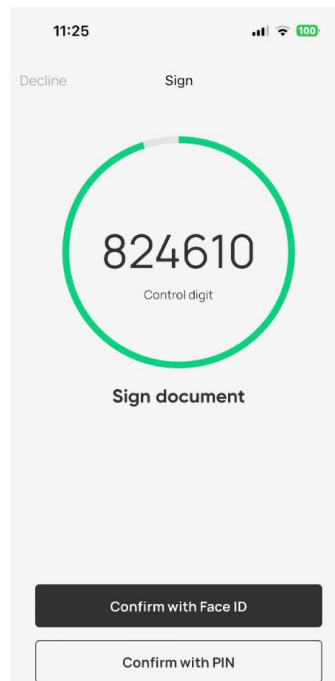 11:25
100
Decline
Sign
824610
Control digit
Sign document
Confirm with Face ID
Confirm with PIN